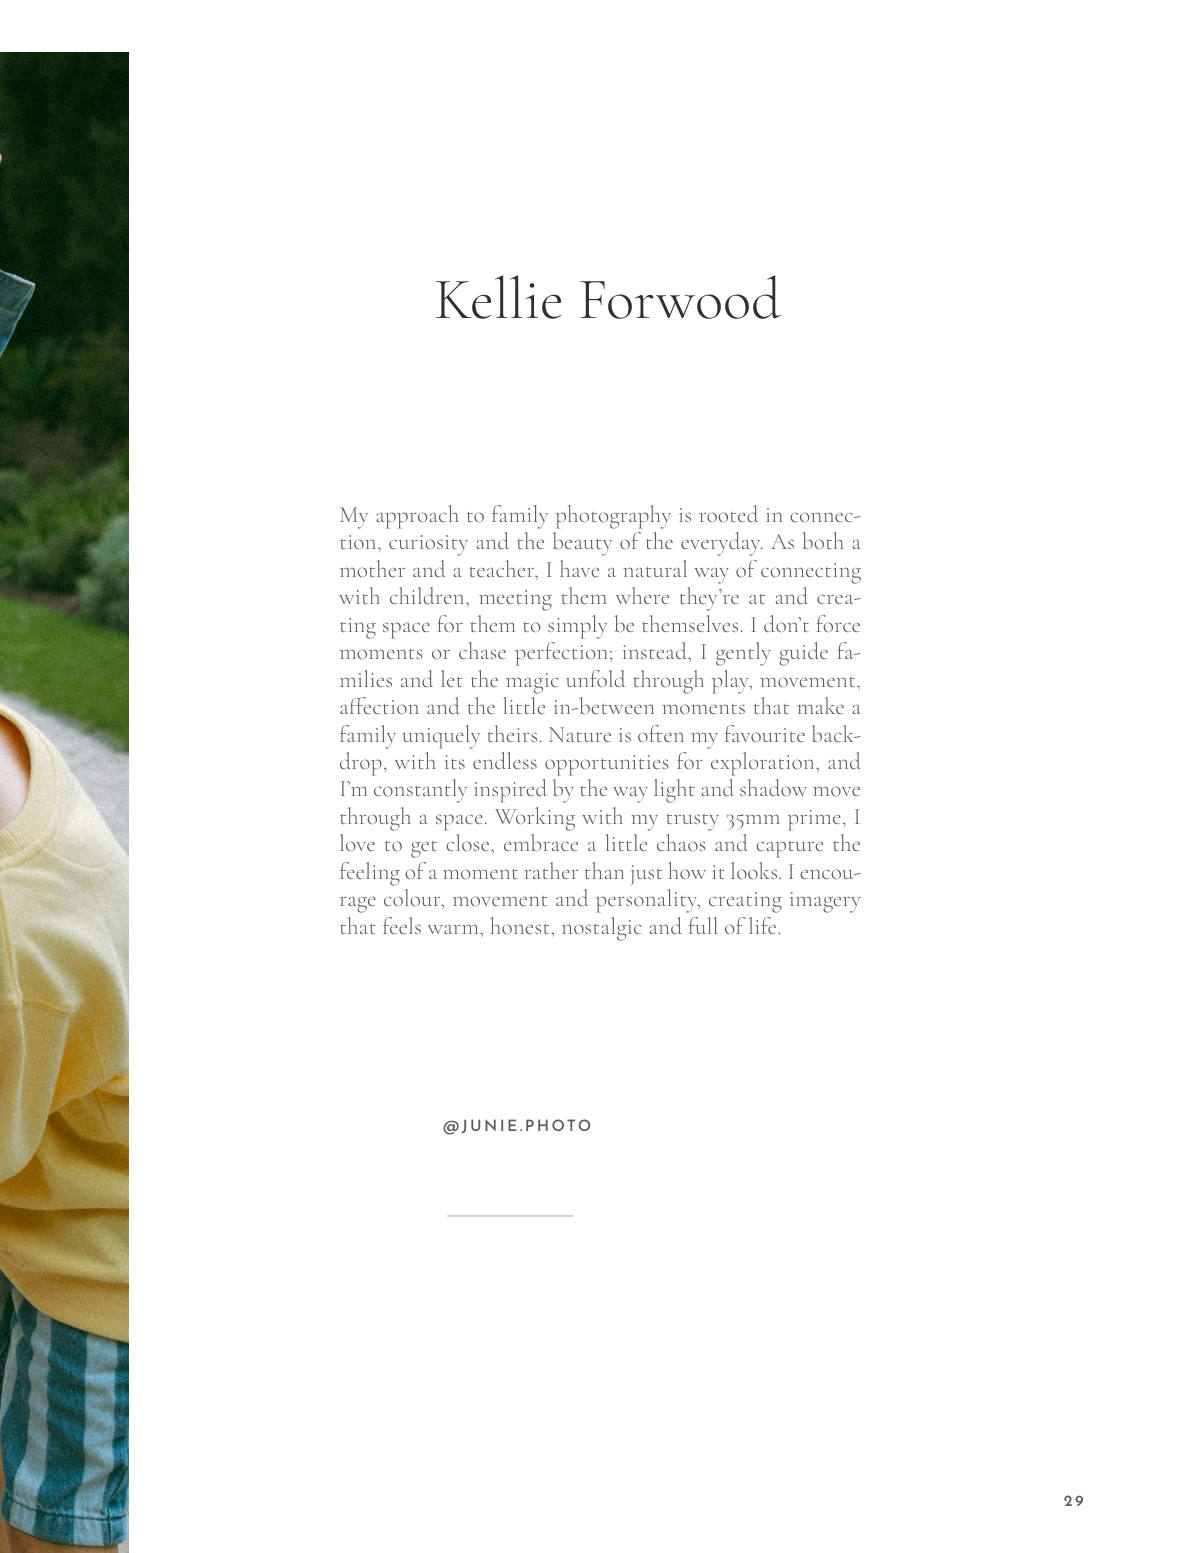 Kellie Forwood
My approach to family photography is rooted in connec-
tion, curiosity and the beauty of the everyday. As both a
mother and a teacher, I have a natural way of connecting
with children, meeting them where they’re at and crea-
ting space for them to simply be themselves. I don’t force
moments or chase perfection; instead, I gently guide fa-
milies and let the magic unfold through play, movement,
affection and the little in-between moments that make a
family uniquely theirs. Nature is often my favourite back-
drop, with its endless opportunities for exploration, and
I’m constantly inspired by the way light and shadow move
through a space. Working with my trusty 35mm prime, I
love to get close, embrace a little chaos and capture the
feeling of a moment rather than just how it looks. I encou-
rage colour, movement and personality, creating imagery
that feels warm, honest, nostalgic and full of life.
@JUNIE.PHOTO
29